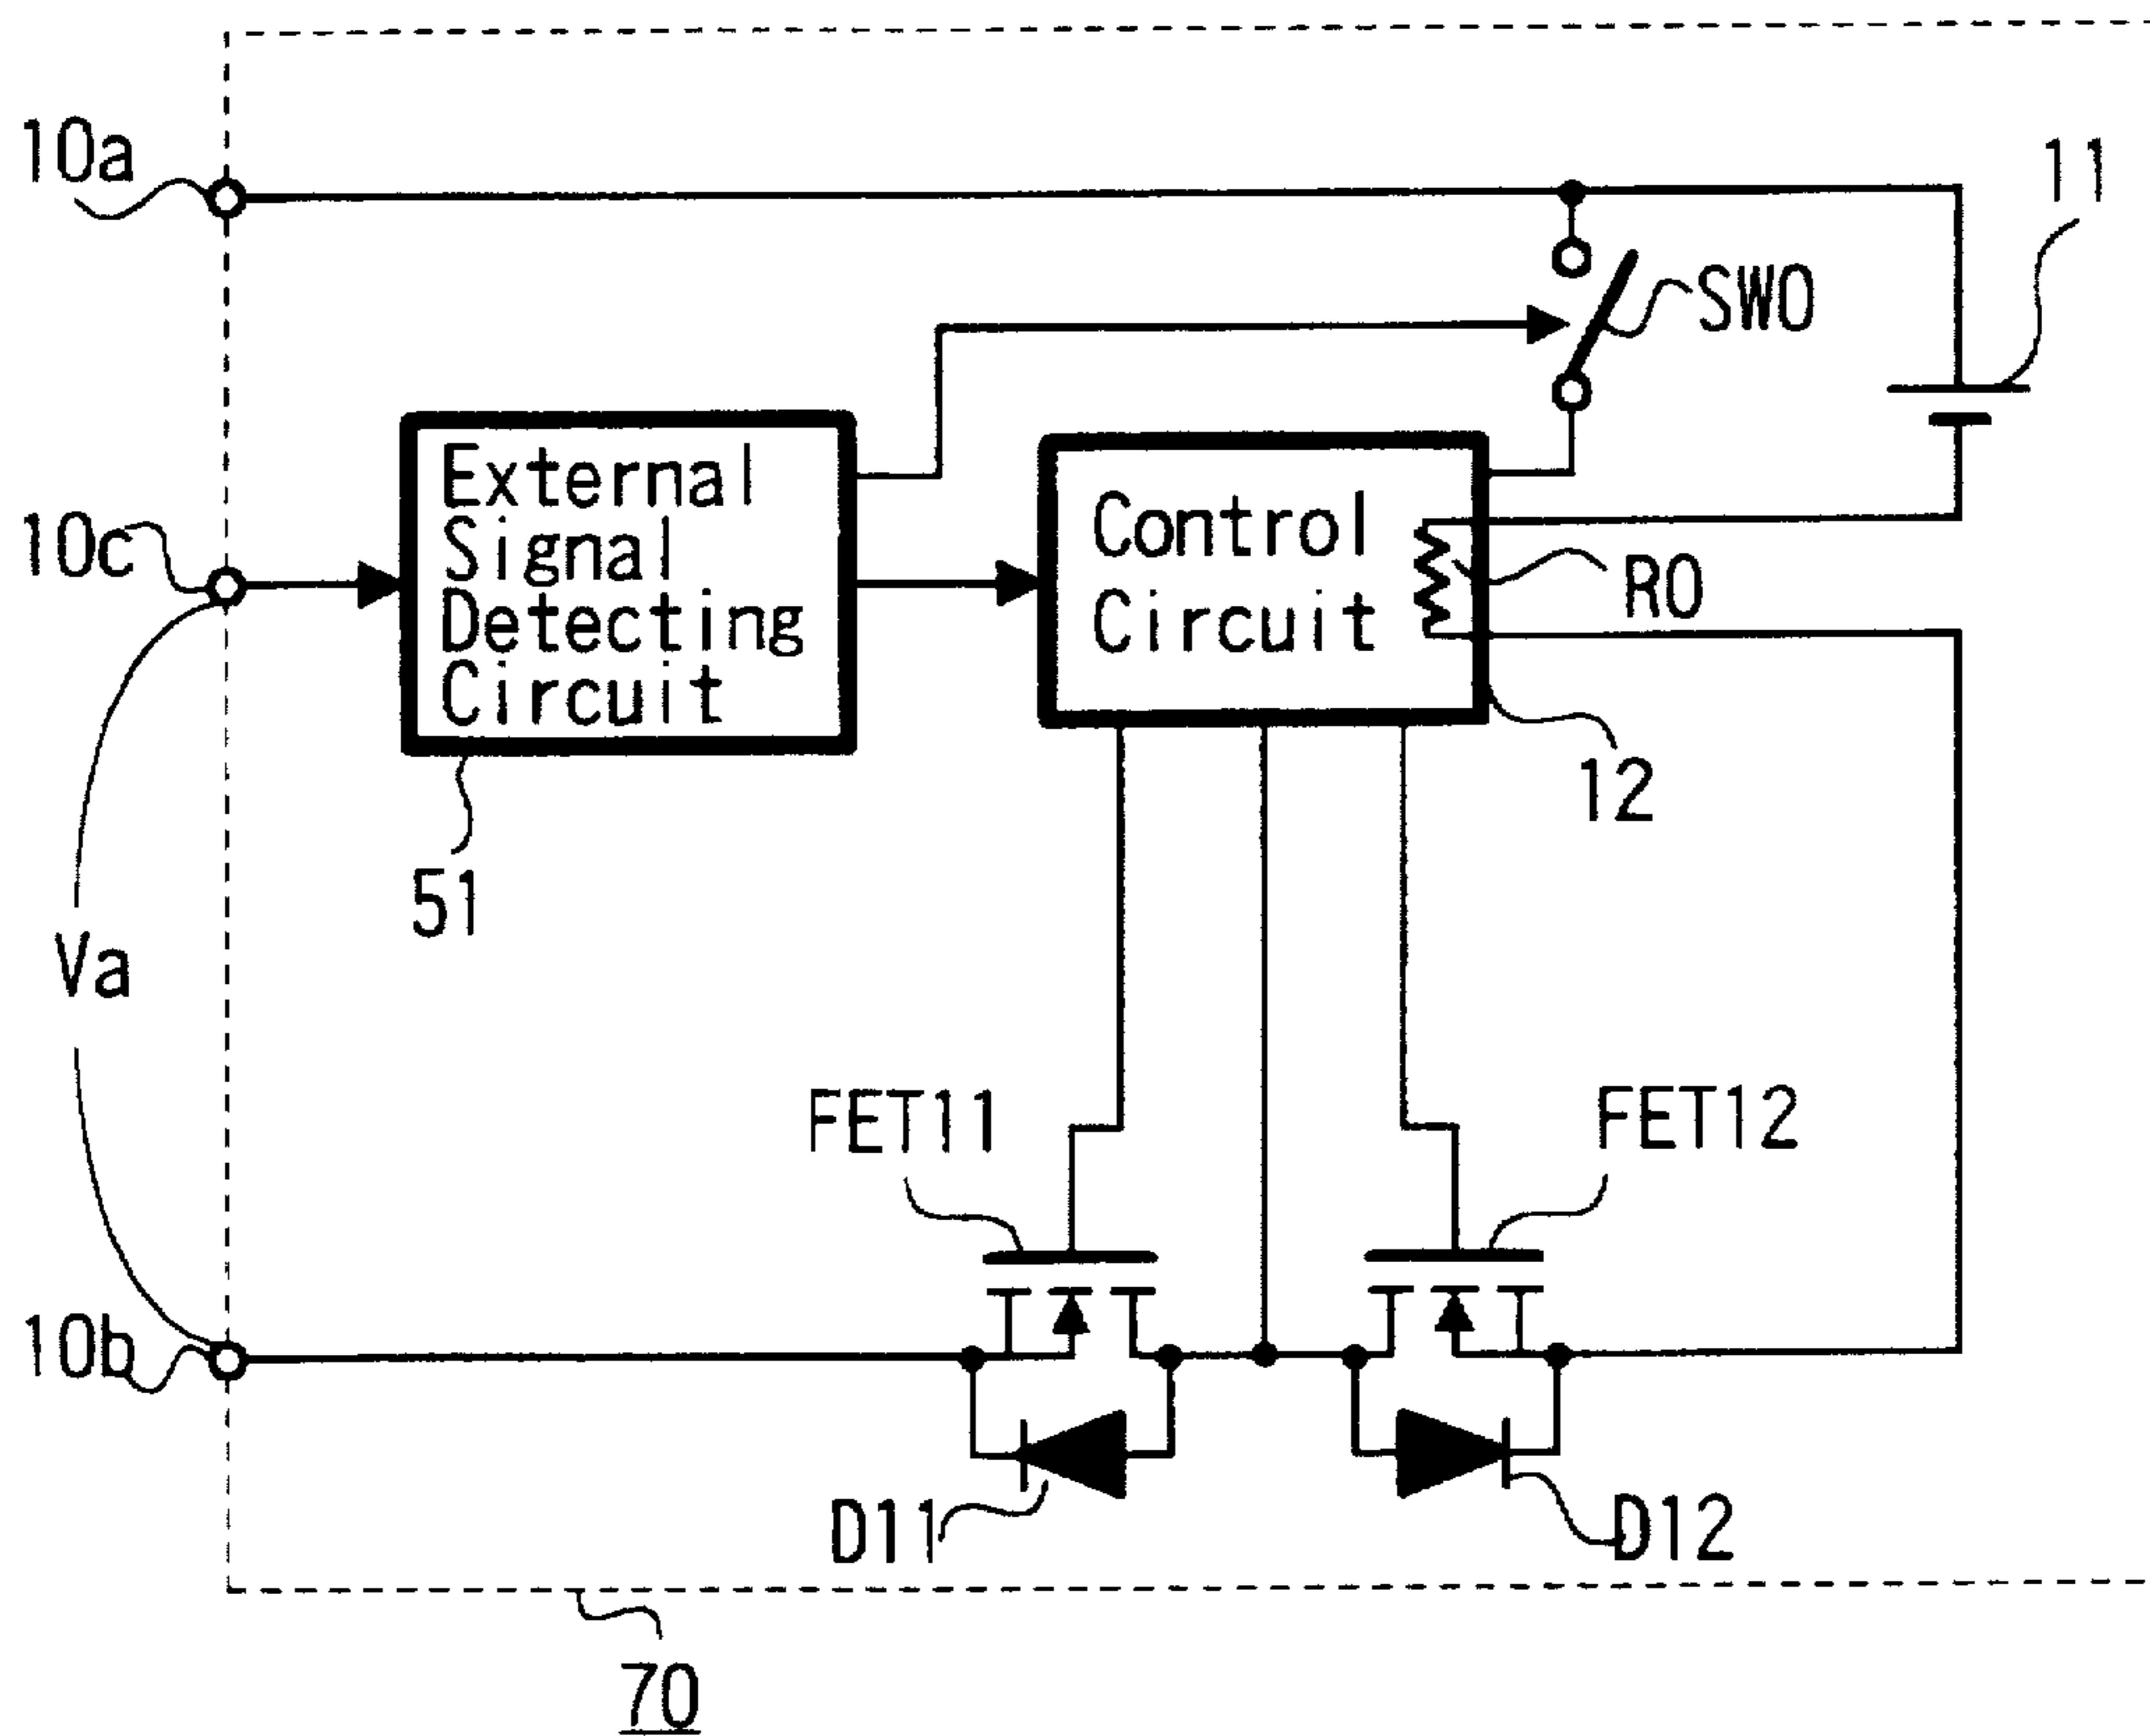 10a
11
SW0
10c
External
Signal
Detecting
Circuit
Control
Circuit
R0
12
51
Va
FET11
FET12
10b
D11
D12
70